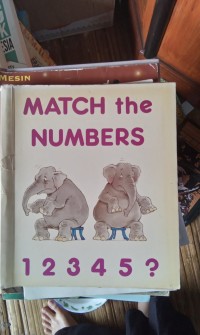 MESIN
MATCH the
NUMBERS
1 2 3 4 5 ?